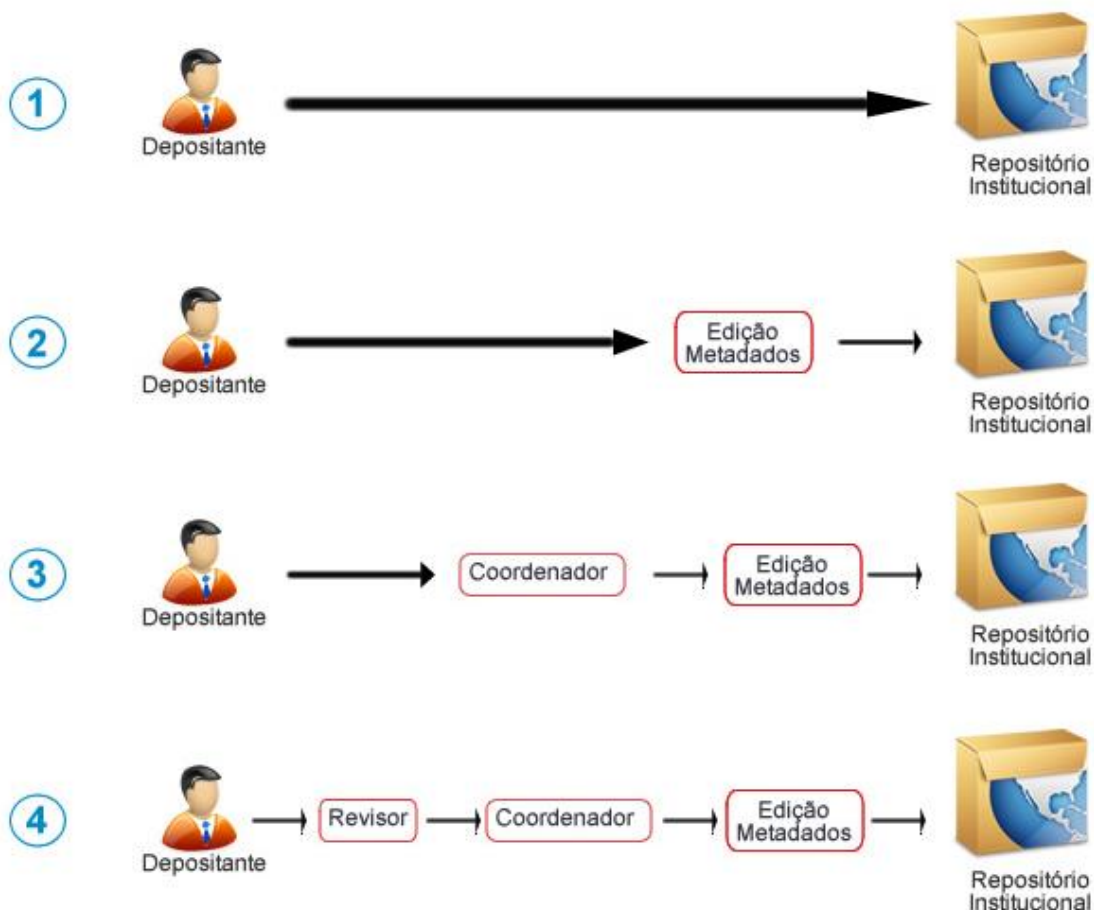 1
Depositante
Repositório
Institucional
2
Depositante
Edição
Metadados
Repositório
Institucional
3
Depositante
Coordenador
Edição
Metadados
Repositório
Institucional
4
Depositante
Revisor
Coordenador
Edição
Metadados
Repositório
Institucional